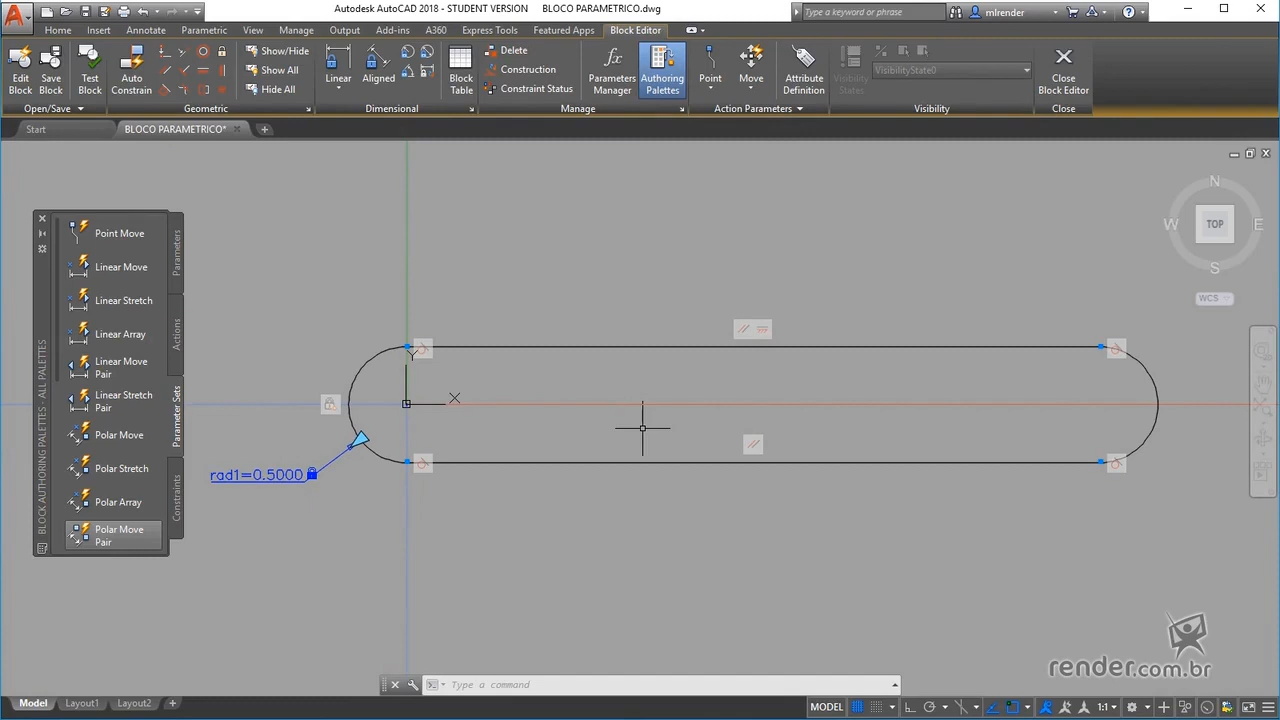 Autodesk AutoCAD 2018 - STUDENT VERSION BLOCO PARAMETRICO.dwg
Type a keyword or phrase
mlrender
Home Insert Annotate Parametric View Manage Output Add-ins A360 Express Tools Featured Apps Block Editor
Edit Block
Save Block
Test Block
Auto Constrain
Show/Hide
Show All
Hide All
Linear
Aligned
Block Table
Delete
Construction
Constraint Status
Parameters Manager
Authoring Palettes
Point
Move
Attribute Definition
Visibility States
VisibilityState0
Close Block Editor
Open/Save
Geometric
Dimensional
Manage
Action Parameters
Visibility
Close
Start
BLOCO PARAMETRICO*
N
W
TOP
E
S
WCS
BLOCK AUTHORING PALETTES - ALL PALETTES
Point Move
Linear Move
Linear Stretch
Linear Array
Linear Move
Pair
Linear Stretch
Pair
Polar Move
Polar Stretch
Polar Array
Polar Move
Pair
Parameters
Actions
Parameter Sets
Constraints
Y
X
rad1=0.5000
render.com.br
Type a command
Model Layout1 Layout2
MODEL
1:1